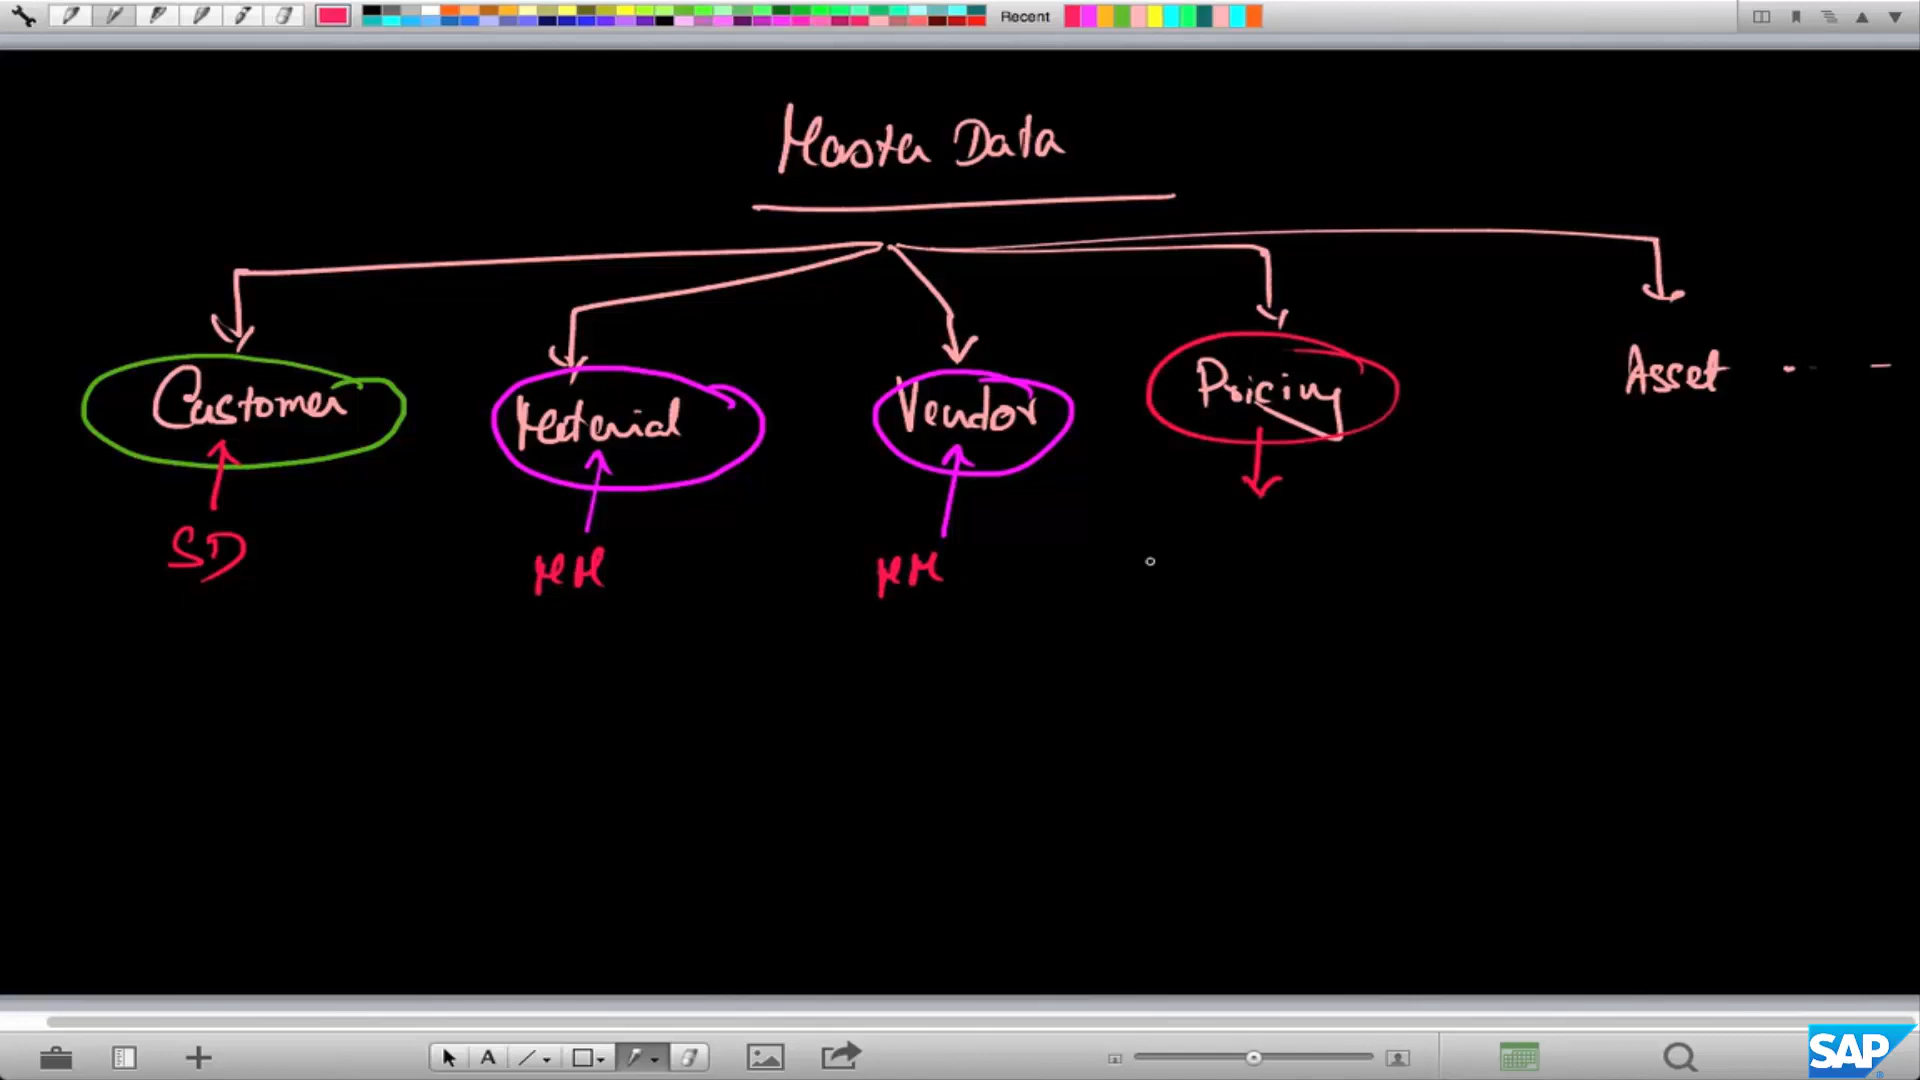 Recent
Master Data
Customer
Material
Vendor
Pricing
Asset .. -
SD
MM
MM
A
SAP